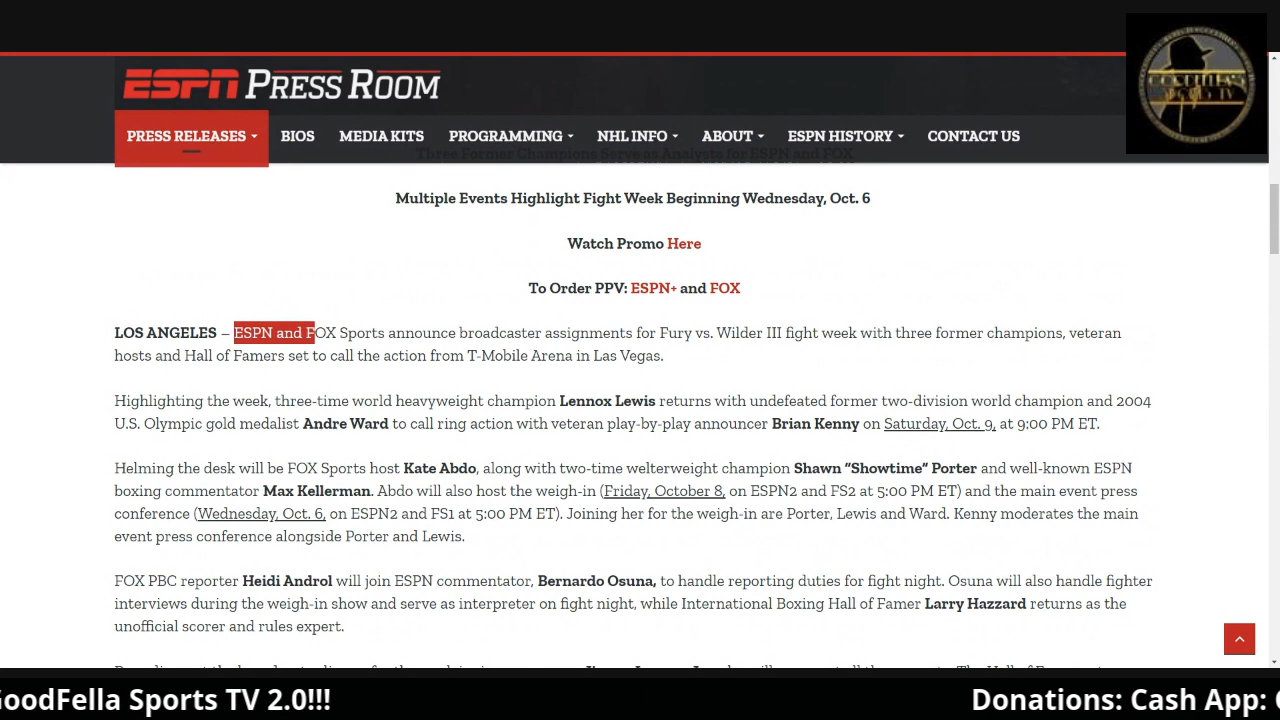 ESPN PRESS ROOM
PRESS RELEASES BIOS MEDIA KITS PROGRAMMING NHL INFO ABOUT ESPN HISTORY CONTACT US
Three Former Champions Serve as Analysts for ESPN and FOX
Multiple Events Highlight Fight Week Beginning Wednesday, Oct. 6
Watch Promo Here
To Order PPV: ESPN+ and FOX
LOS ANGELES – ESPN and FOX Sports announce broadcaster assignments for Fury vs. Wilder III fight week with three former champions, veteran
hosts and Hall of Famers set to call the action from T-Mobile Arena in Las Vegas.
Highlighting the week, three-time world heavyweight champion Lennox Lewis returns with undefeated former two-division world champion and 2004
U.S. Olympic gold medalist Andre Ward to call ring action with veteran play-by-play announcer Brian Kenny on Saturday, Oct. 9, at 9:00 PM ET.
Helming the desk will be FOX Sports host Kate Abdo, along with two-time welterweight champion Shawn “Showtime” Porter and well-known ESPN
boxing commentator Max Kellerman. Abdo will also host the weigh-in (Friday, October 8, on ESPN2 and FS2 at 5:00 PM ET) and the main event press
conference (Wednesday, Oct. 6, on ESPN2 and FS1 at 5:00 PM ET). Joining her for the weigh-in are Porter, Lewis and Ward. Kenny moderates the main
event press conference alongside Porter and Lewis.
FOX PBC reporter Heidi Androl will join ESPN commentator, Bernardo Osuna, to handle reporting duties for fight night. Osuna will also handle fighter
interviews during the weigh-in show and serve as interpreter on fight night, while International Boxing Hall of Famer Larry Hazzard returns as the
unofficial scorer and rules expert.
GoodFella Sports TV 2.0!!! Donations: Cash App: